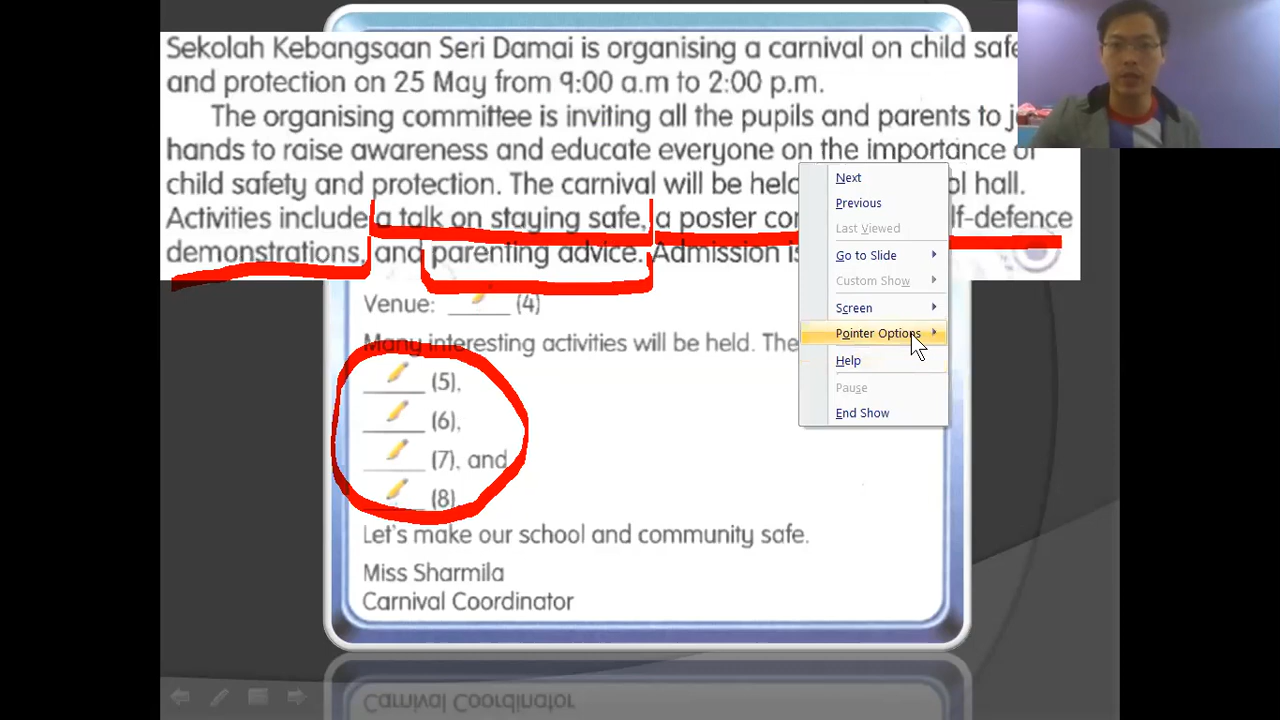 Sekolah Kebangsaan Seri Damai is organising a carnival on child
and protection on 25 May from 9:00 a.m to 2:00 p.m.
The organising committee is inviting all the pupils and parents to
hands to raise awareness and educate everyone on the importance of
child safety and protection. The carnival will be held hall.
Activities include a talk on staying safe, a poster
demonstrations, and parenting advice. Admission
Venue: (4)
Many interesting activities will be held. The
(5),
(6),
(7), and
(8)
Let's make our school and community safe.
Miss Sharmila
Carnival Coordinator
Next
Previous
Last Viewed
Go to Slide
Custom Show
Screen
Pointer Options
Help
Pause
End Show
Carnival Coordinator